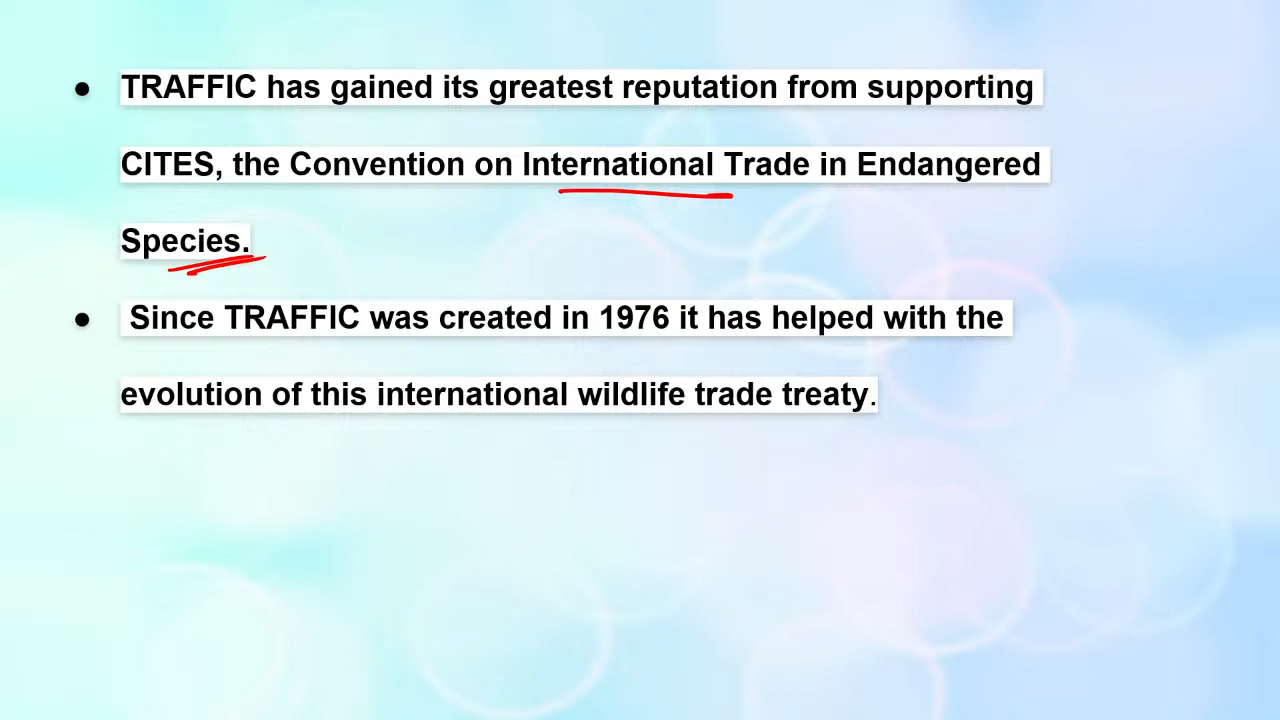 ● TRAFFIC has gained its greatest reputation from supporting
CITES, the Convention on International Trade in Endangered
Species.
● Since TRAFFIC was created in 1976 it has helped with the
evolution of this international wildlife trade treaty.